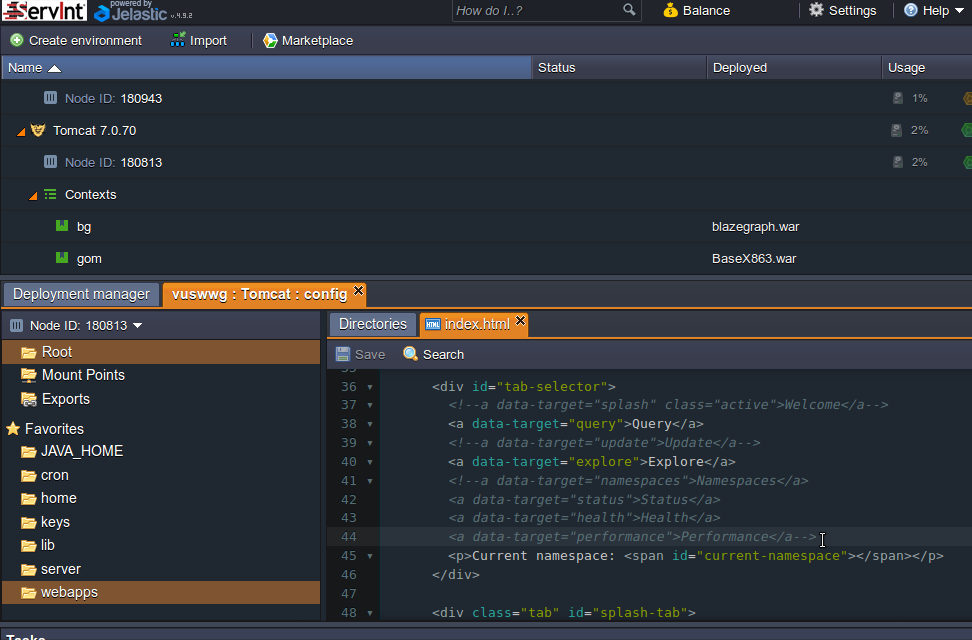 ServInt powered by Jelastic v.4.9.2 How do I..? Balance Settings Help
Create environment Import Marketplace
Name Status Deployed Usage
Node ID: 180943 1%
Tomcat 7.0.70 2%
Node ID: 180813 2%
Contexts
bg blazegraph.war
gom BaseX863.war
Deployment manager vuswwg : Tomcat : config
Node ID: 180813
Root
Mount Points
Exports
Favorites
JAVA_HOME
cron
home
keys
lib
server
webapps
Directories HTML index.html
Save Search
35
36 <div id="tab-selector">
37 <!--a data-target="splash" class="active">Welcome</a-->
38 <a data-target="query">Query</a>
39 <!--a data-target="update">Update</a-->
40 <a data-target="explore">Explore</a>
41 <!--a data-target="namespaces">Namespaces</a>
42 <a data-target="status">Status</a>
43 <a data-target="health">Health</a>
44 <a data-target="performance">Performance</a-->
45 <p>Current namespace: <span id="current-namespace"></span></p>
46 </div>
47
48 <div class="tab" id="splash-tab">
Tasks